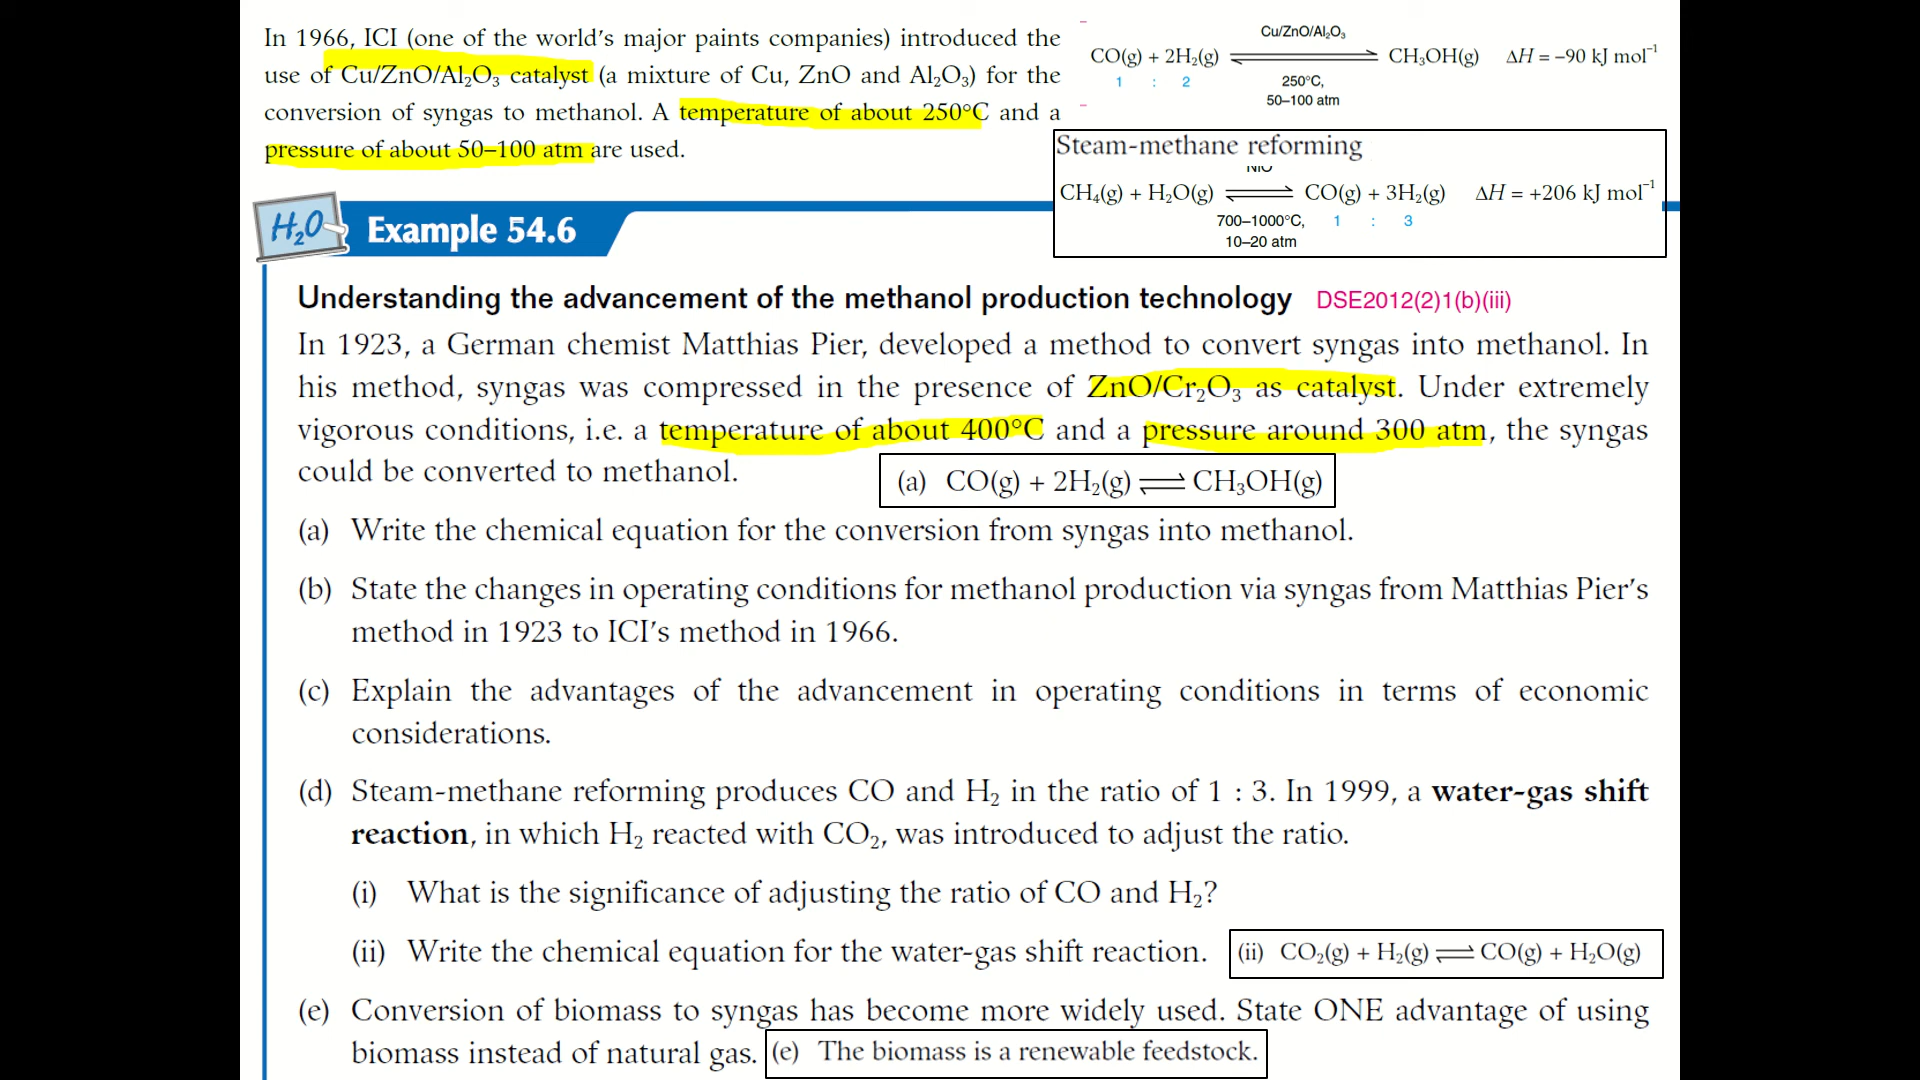 In 1966, ICI (one of the world's major paints companies) introduced the
use of Cu/ZnO/Al₂O₃ catalyst (a mixture of Cu, ZnO and Al₂O₃) for the
conversion of syngas to methanol. A temperature of about 250°C and a
pressure of about 50–100 atm are used.
Cu/ZnO/Al₂O₃
CO(g) + 2H₂(g) ⇌ CH₃OH(g) ΔH = −90 kJ mol⁻¹
1 : 2 250°C,
50–100 atm
Steam-methane reforming
NiO
CH₄(g) + H₂O(g) ⇌ CO(g) + 3H₂(g) ΔH = +206 kJ mol⁻¹
700–1000°C, 1 : 3
10–20 atm
H₂O Example 54.6
Understanding the advancement of the methanol production technology DSE2012(2)1(b)(iii)
In 1923, a German chemist Matthias Pier, developed a method to convert syngas into methanol. In
his method, syngas was compressed in the presence of ZnO/Cr₂O₃ as catalyst. Under extremely
vigorous conditions, i.e. a temperature of about 400°C and a pressure around 300 atm, the syngas
could be converted to methanol.
(a) CO(g) + 2H₂(g) ⇌ CH₃OH(g)
(a) Write the chemical equation for the conversion from syngas into methanol.
(b) State the changes in operating conditions for methanol production via syngas from Matthias Pier's
method in 1923 to ICI's method in 1966.
(c) Explain the advantages of the advancement in operating conditions in terms of economic
considerations.
(d) Steam-methane reforming produces CO and H₂ in the ratio of 1 : 3. In 1999, a water-gas shift
reaction, in which H₂ reacted with CO₂, was introduced to adjust the ratio.
(i) What is the significance of adjusting the ratio of CO and H₂?
(ii) Write the chemical equation for the water-gas shift reaction.
(ii) CO₂(g) + H₂(g) ⇌ CO(g) + H₂O(g)
(e) Conversion of biomass to syngas has become more widely used. State ONE advantage of using
biomass instead of natural gas.
(e) The biomass is a renewable feedstock.